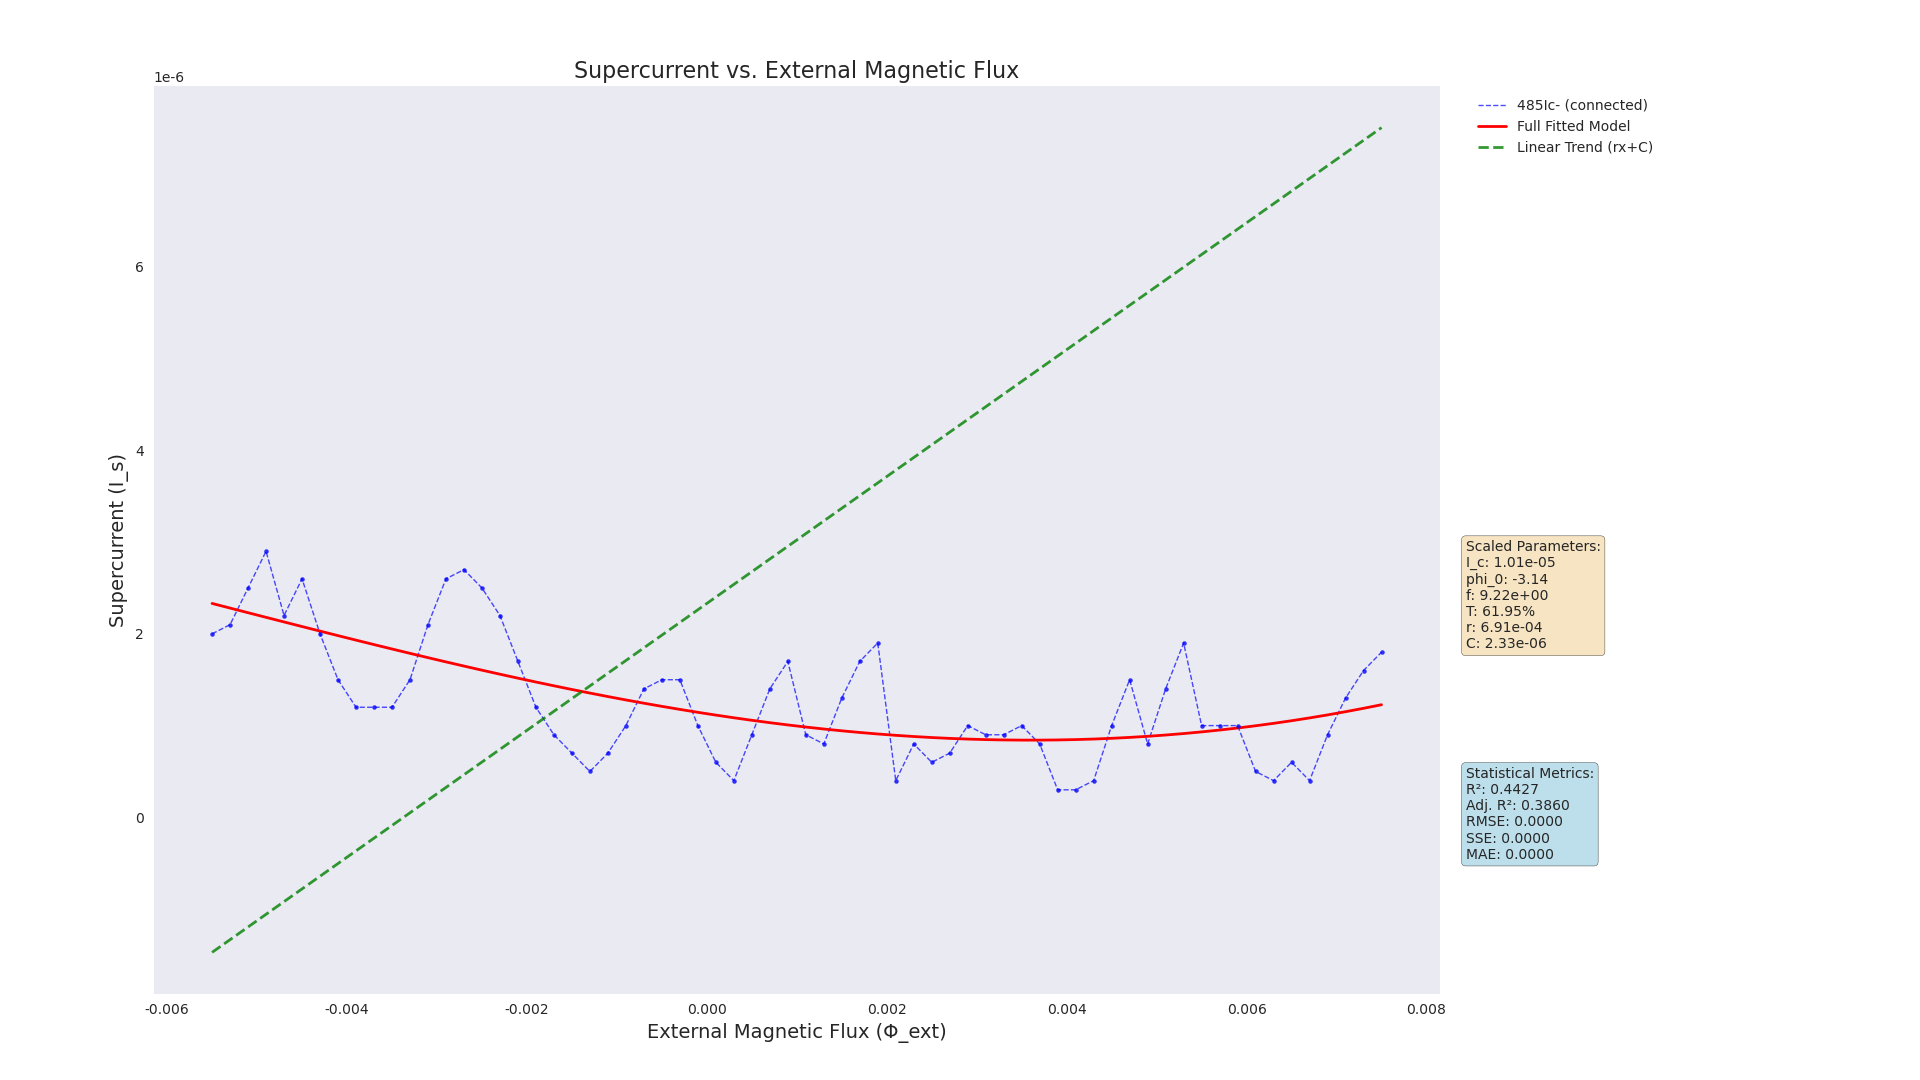 Supercurrent vs. External Magnetic Flux
1e-6
6
4
2
0
Supercurrent (I_s)
-0.006
-0.004
-0.002
0.000
0.002
0.004
0.006
0.008
External Magnetic Flux (Φ_ext)
485Ic- (connected)
Full Fitted Model
Linear Trend (rx+C)
Scaled Parameters:
I_c: 1.01e-05
phi_0: -3.14
f: 9.22e+00
T: 61.95%
r: 6.91e-04
C: 2.33e-06
Statistical Metrics:
R²: 0.4427
Adj. R²: 0.3860
RMSE: 0.0000
SSE: 0.0000
MAE: 0.0000